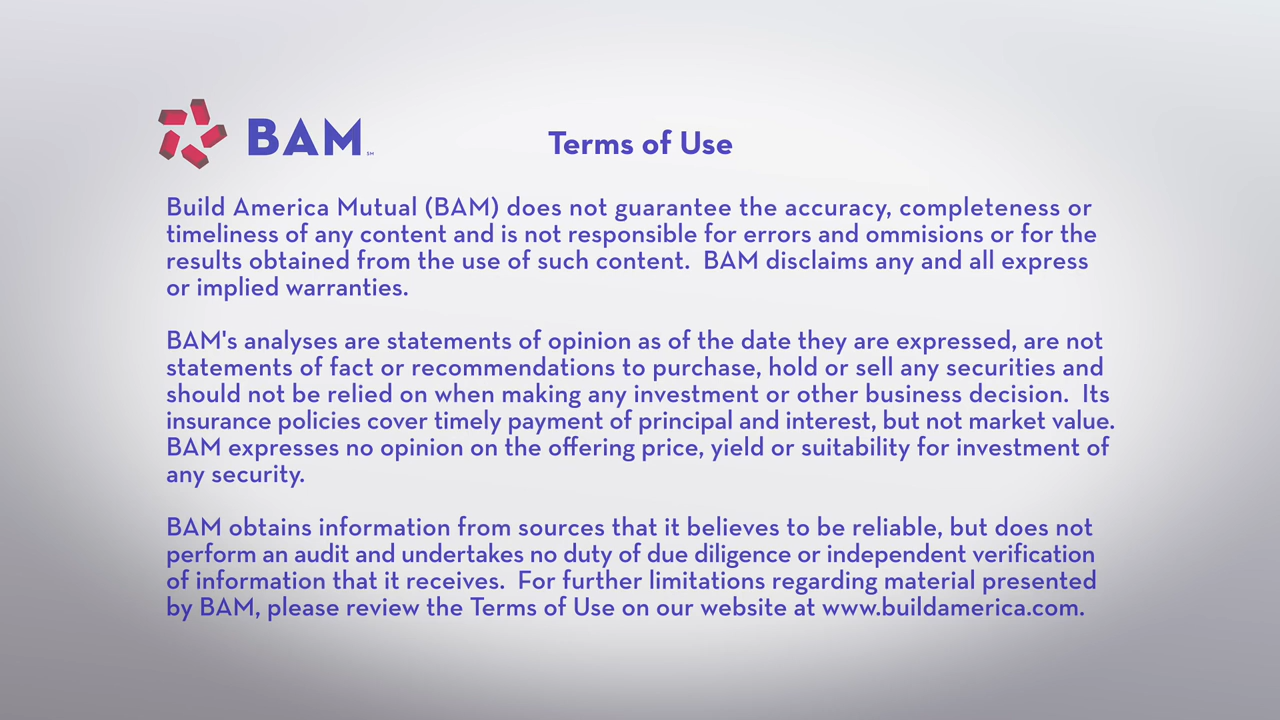 BAM SM
Terms of Use
Build America Mutual (BAM) does not guarantee the accuracy, completeness or
timeliness of any content and is not responsible for errors and ommisions or for the
results obtained from the use of such content.  BAM disclaims any and all express
or implied warranties.
BAM's analyses are statements of opinion as of the date they are expressed, are not
statements of fact or recommendations to purchase, hold or sell any securities and
should not be relied on when making any investment or other business decision.  Its
insurance policies cover timely payment of principal and interest, but not market value.
BAM expresses no opinion on the offering price, yield or suitability for investment of
any security.
BAM obtains information from sources that it believes to be reliable, but does not
perform an audit and undertakes no duty of due diligence or independent verification
of information that it receives.  For further limitations regarding material presented
by BAM, please review the Terms of Use on our website at www.buildamerica.com.